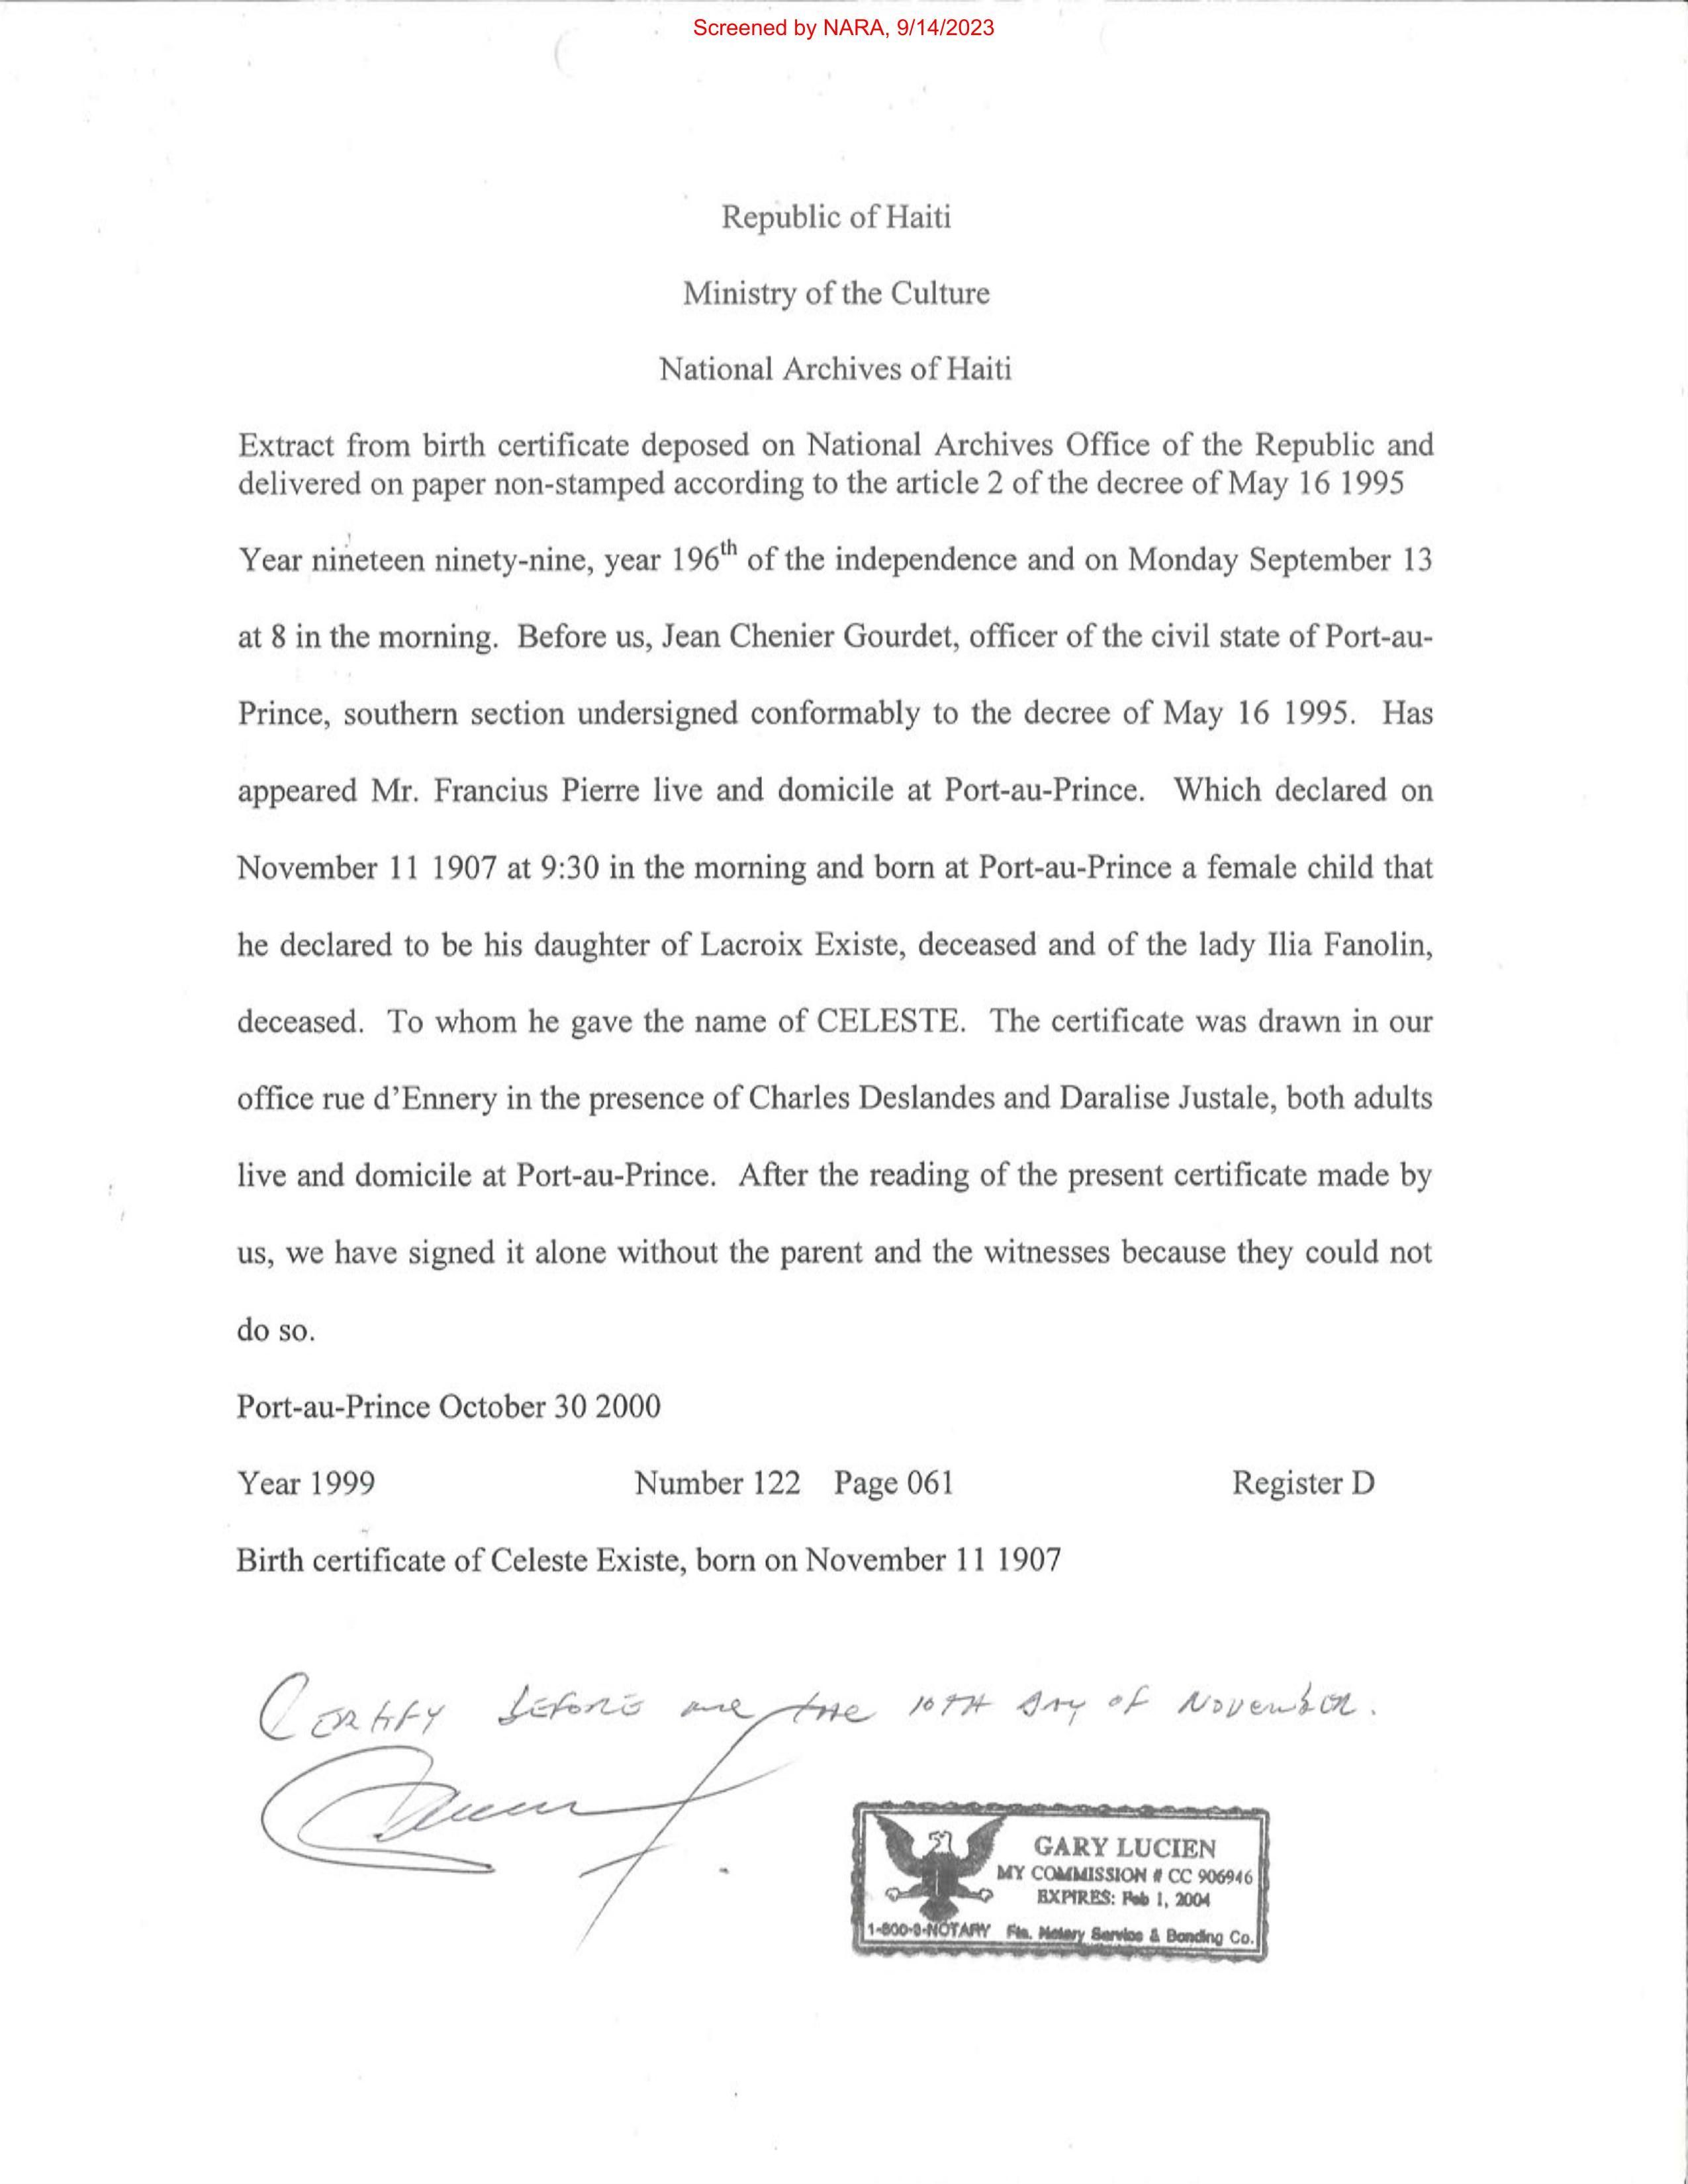 Screened by NARA, 9/14/2023
Republic of Haiti
Ministry of the Culture
National Archives of Haiti
Extract from birth certificate deposed on National Archives Office of the Republic and
delivered on paper non-stamped according to the article 2 of the decree of May 16 1995
Year nineteen ninety-nine, year 196th of the independence and on Monday September 13
at 8 in the morning. Before us, Jean Chenier Gourdet, officer of the civil state of Port-au-
Prince, southern section undersigned conformably to the decree of May 16 1995. Has
appeared Mr. Francius Pierre live and domicile at Port-au-Prince. Which declared on
November 11 1907 at 9:30 in the morning and born at Port-au-Prince a female child that
he declared to be his daughter of Lacroix Existe, deceased and of the lady Ilia Fanolin,
deceased. To whom he gave the name of CELESTE. The certificate was drawn in our
office rue d'Ennery in the presence of Charles Deslandes and Daralise Justale, both adults
live and domicile at Port-au-Prince. After the reading of the present certificate made by
us, we have signed it alone without the parent and the witnesses because they could not
do so.
Port-au-Prince October 30 2000
Year 1999 Number 122 Page 061 Register D
Birth certificate of Celeste Existe, born on November 11 1907
Certify before me the 10TH day of November.
GARY LUCIEN
MY COMMISSION # CC 906946
EXPIRES: Feb 1, 2004
1-800-3-NOTARY Fla. Notary Service & Bonding Co.